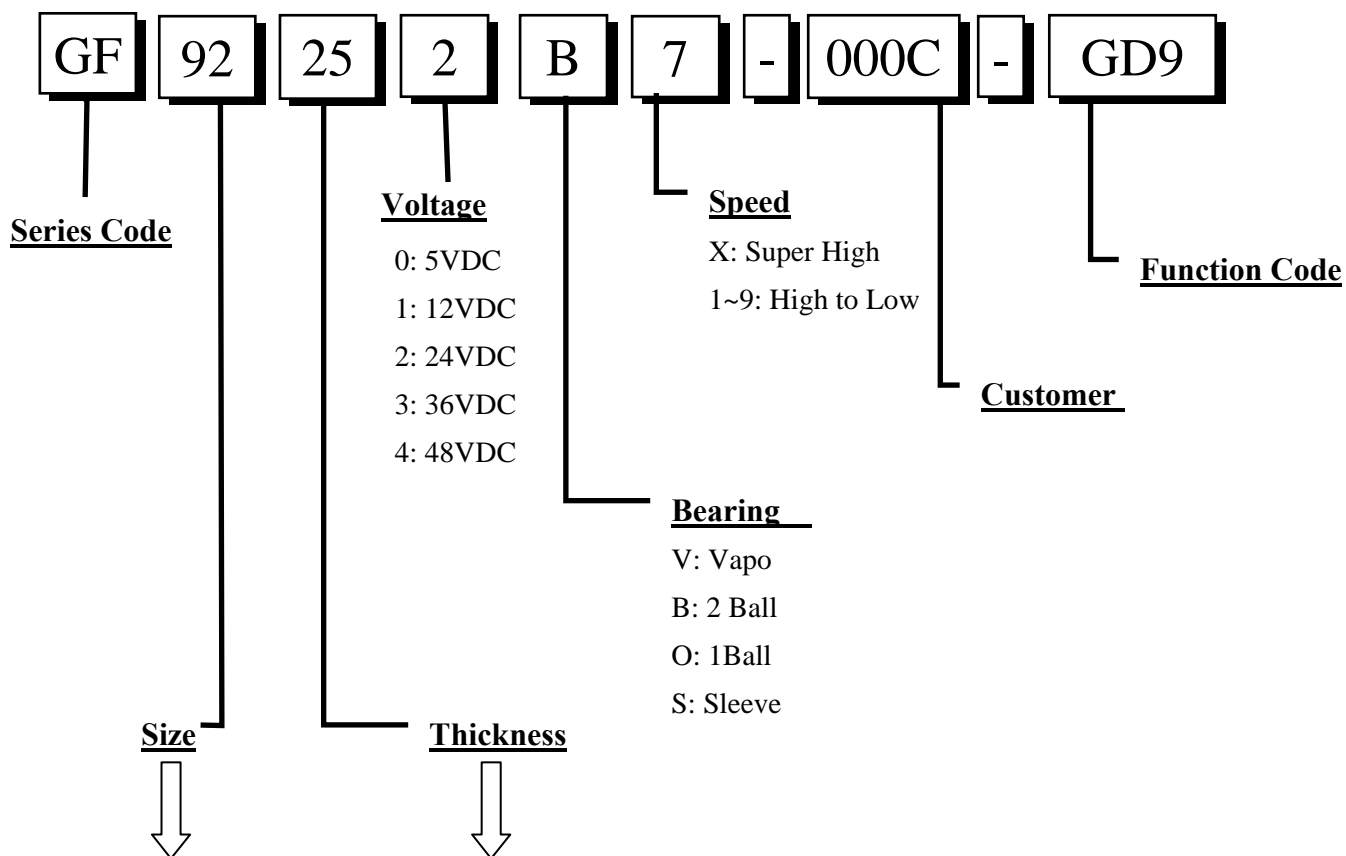 GF 92 25 2 B 7 - 000C - GD9
Series Code
Voltage
0: 5VDC
1: 12VDC
2: 24VDC
3: 36VDC
4: 48VDC
Speed
X: Super High
1~9: High to Low
Function Code
Customer
Bearing
V: Vapo
B: 2 Ball
O: 1Ball
S: Sleeve
Size
Thickness